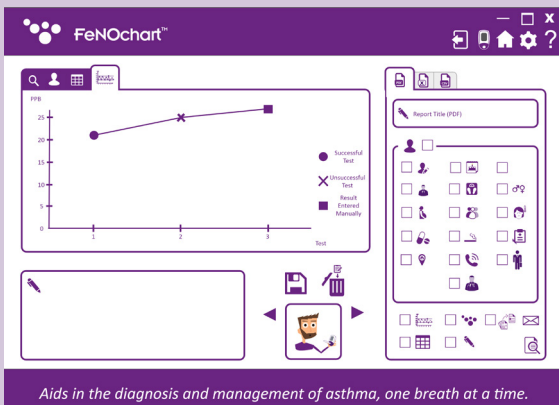 FeNOchart™
X
?
PPB
25
20
15
10
5
0
1
2
3
Test
Successful
Test
Unsuccessful
Test
Result
Entered
Manually
Report Title (PDF)
Aids in the diagnosis and management of asthma, one breath at a time.